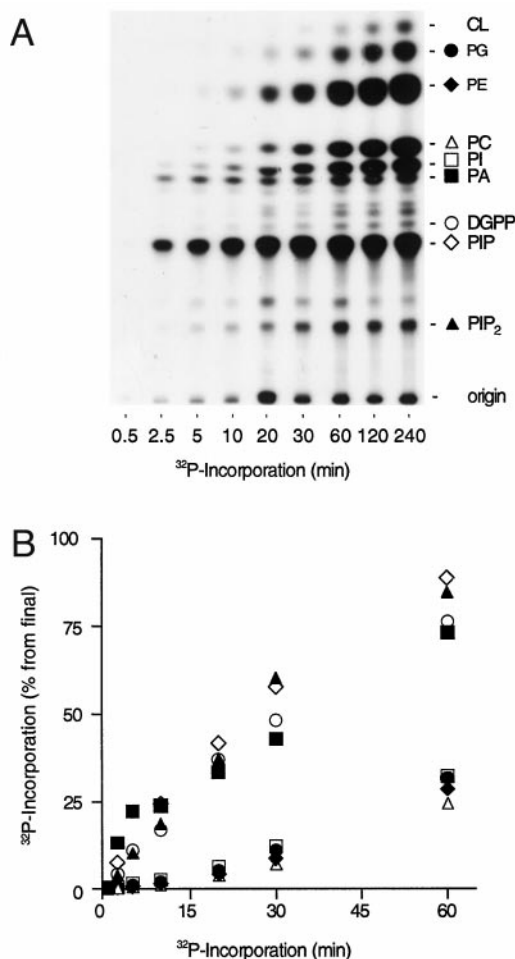 A
CL
● PG
◆ PE
△ PC
□ PI
■ PA
○ DGPP
◇ PIP
▲ PIP₂
origin
0.5 2.5 5 10 20 30 60 120 240
³²P-Incorporation (min)
B
³²P-Incorporation (% from final)
100
75
50
25
0
0 15 30 45 60
³²P-Incorporation (min)